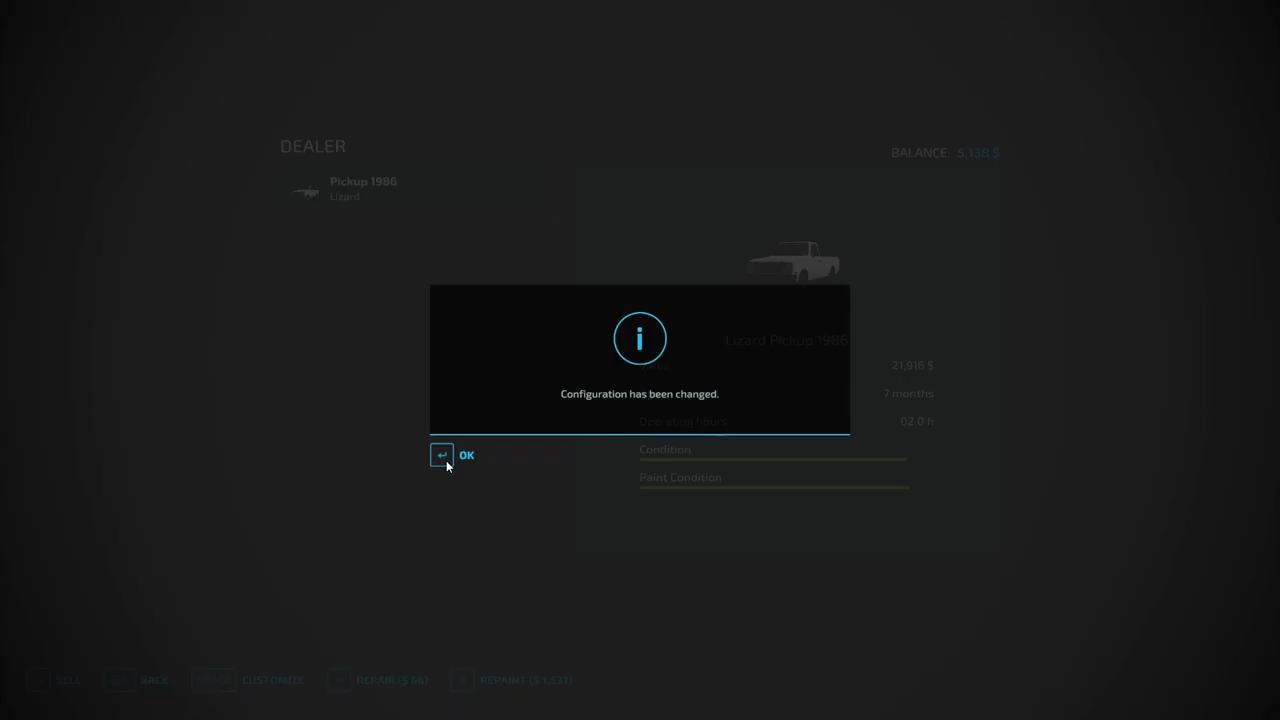 DEALER
BALANCE: 5,138 $
Pickup 1986
Lizard
Configuration has been changed.
Lizard Pickup 1986
21,916 $
7 months
Operating hours 02.0 h
OK
Condition
Paint Condition
SELL BACK CUSTOMIZE REPAIR ($ 66) REPAINT ($ 1,531)